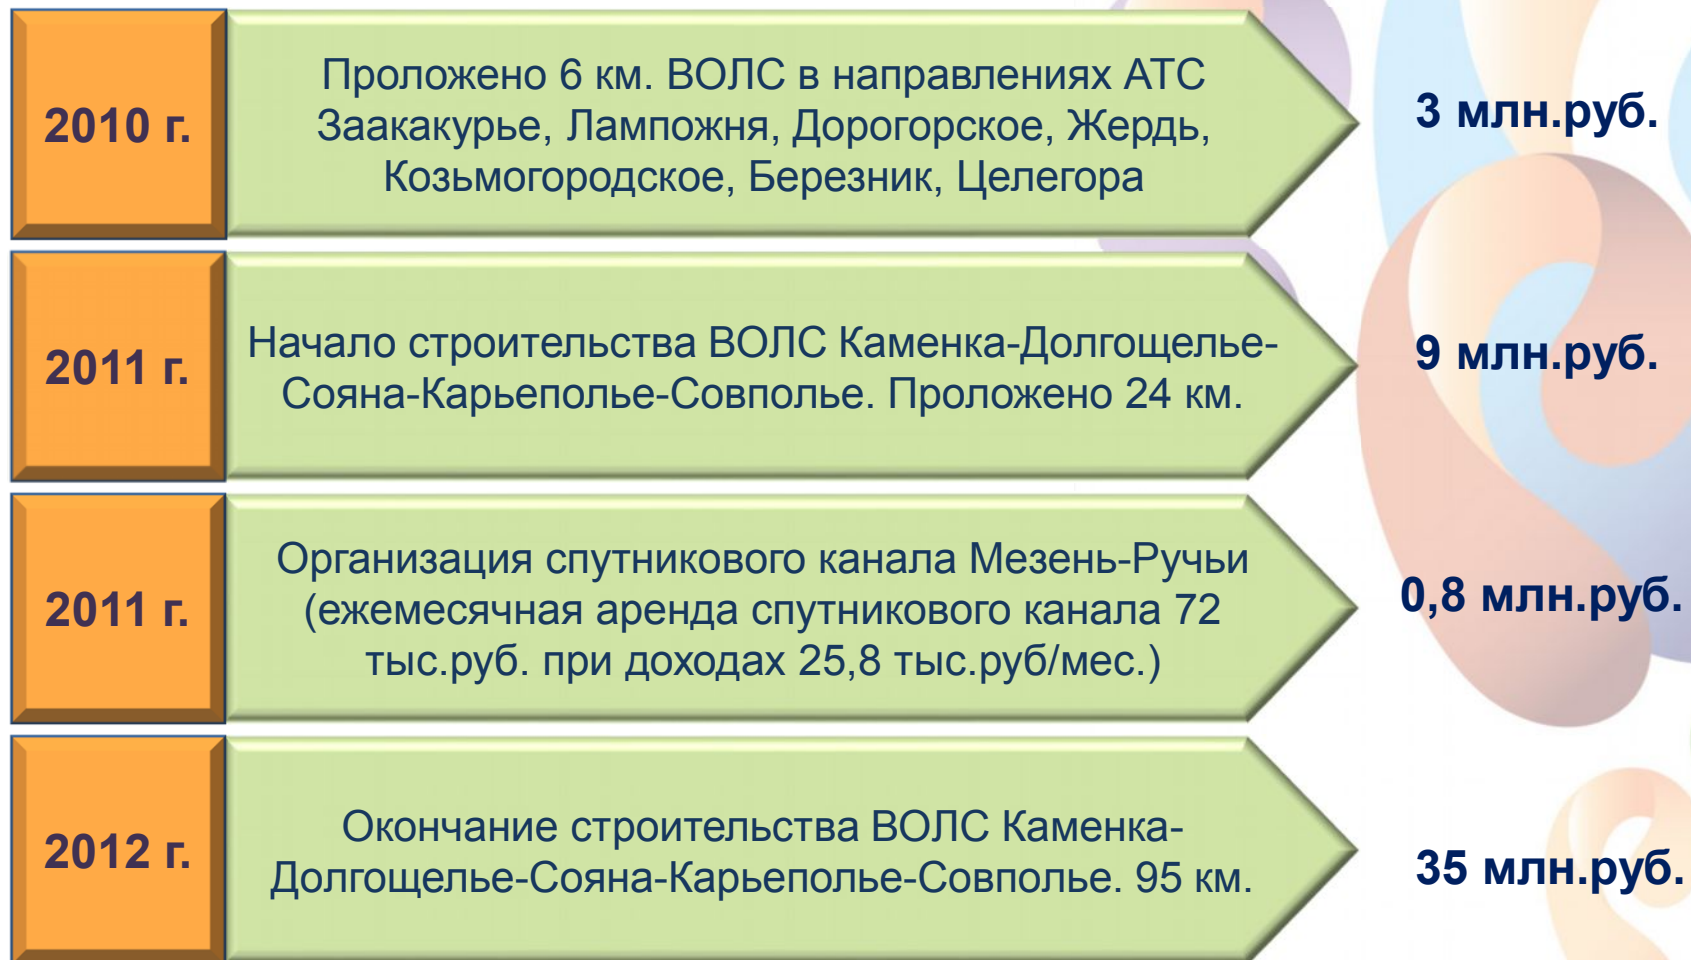 2010 г.
Проложено 6 км. ВОЛС в направлениях АТС
Заакакурье, Лампожня, Дорогорское, Жердь,
Козьмогородское, Березник, Целегора
3 млн.руб.
2011 г.
Начало строительства ВОЛС Каменка-Долгощелье-
Сояна-Карьеполье-Совполье. Проложено 24 км.
9 млн.руб.
2011 г.
Организация спутникового канала Мезень-Ручьи
(ежемесячная аренда спутникового канала 72
тыс.руб. при доходах 25,8 тыс.руб/мес.)
0,8 млн.руб.
2012 г.
Окончание строительства ВОЛС Каменка-
Долгощелье-Сояна-Карьеполье-Совполье. 95 км.
35 млн.руб.